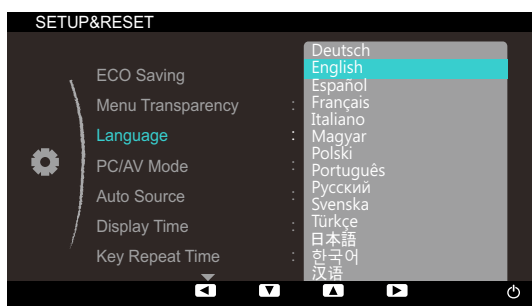 SETUP&RESET
ECO Saving
Menu Transparency :
Language :
PC/AV Mode :
Auto Source :
Display Time :
Key Repeat Time :
Deutsch
English
Español
Français
Italiano
Magyar
Polski
Português
Русский
Svenska
Türkçe
日本語
한국어
汉语